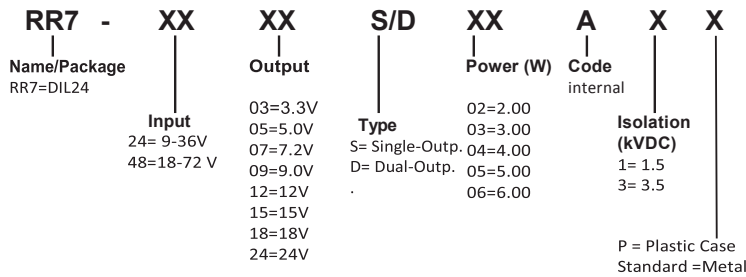 RR7 - XX XX S/D XX A X X
Name/Package
RR7=DIL24
Input
24= 9-36V
48=18-72 V
Output
03=3.3V
05=5.0V
07=7.2V
09=9.0V
12=12V
15=15V
18=18V
24=24V
Type
S= Single-Outp.
D= Dual-Outp.
.
Power (W)
02=2.00
03=3.00
04=4.00
05=5.00
06=6.00
Code
internal
Isolation
(kVDC)
1= 1.5
3= 3.5
P = Plastic Case
Standard =Metal